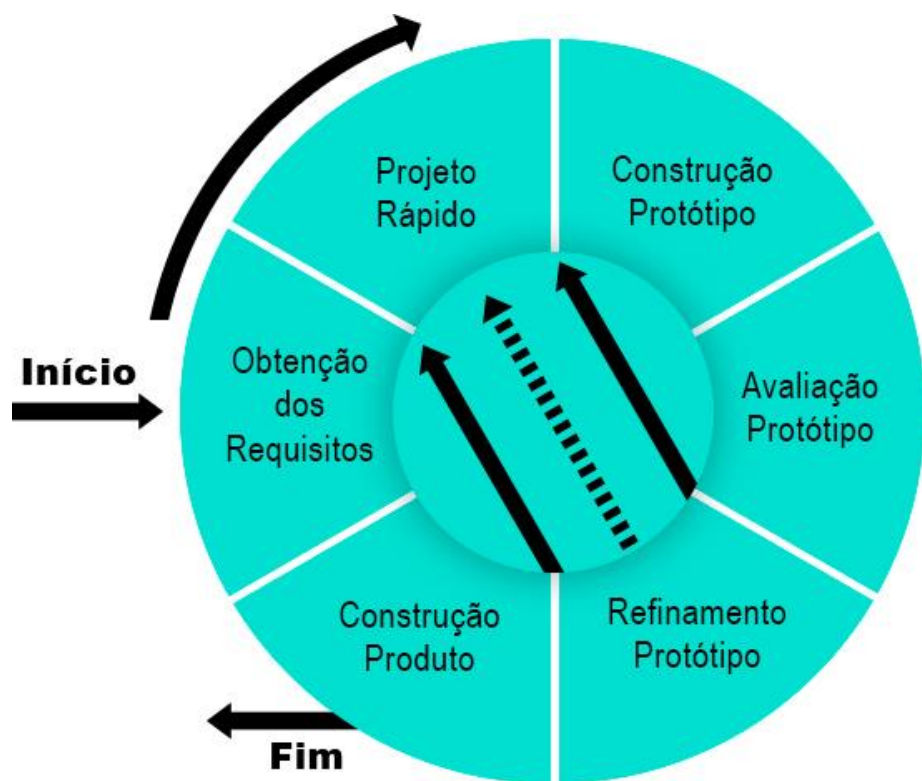 Início
Obtenção
dos
Requisitos
Projeto
Rápido
Construção
Protótipo
Avaliação
Protótipo
Refinamento
Protótipo
Construção
Produto
Fim